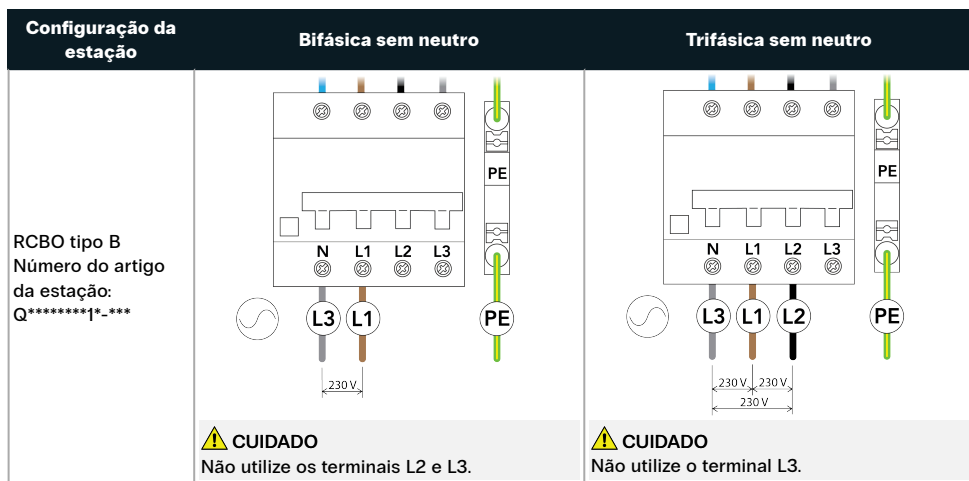 Configuração da
estação
Bifásica sem neutro
Trifásica sem neutro
RCBO tipo B
Número do artigo
da estação:
Q********1*-***
PE
N L1 L2 L3
L3 L1 PE
230 V
CUIDADO
Não utilize os terminais L2 e L3.
PE
N L1 L2 L3
L3 L1 L2 PE
230 V 230 V
230 V
CUIDADO
Não utilize o terminal L3.